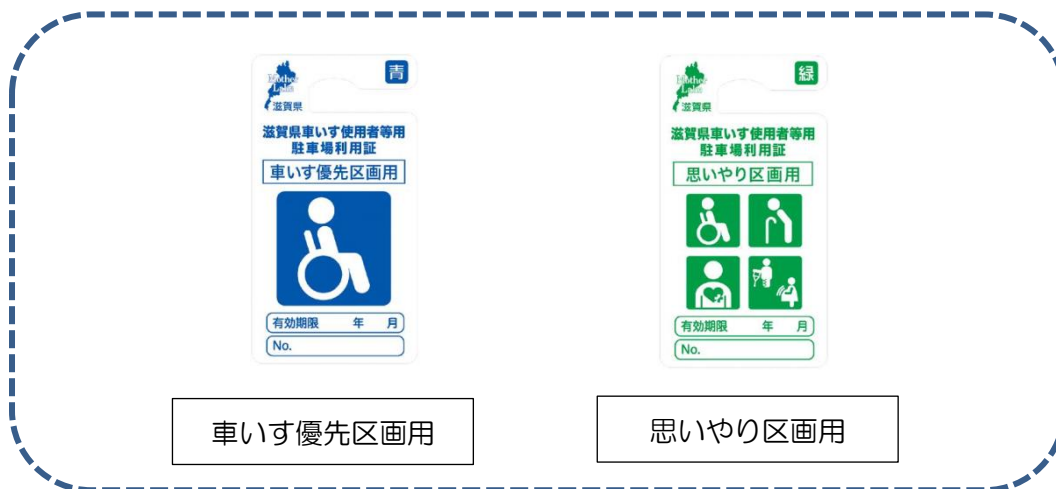 Mother
Lake
滋賀県
青
滋賀県車いす使用者等用
駐車場利用証
車いす優先区画用
有効期限 年 月
No.
車いす優先区画用
Mother
Lake
滋賀県
緑
滋賀県車いす使用者等用
駐車場利用証
思いやり区画用
有効期限 年 月
No.
思いやり区画用